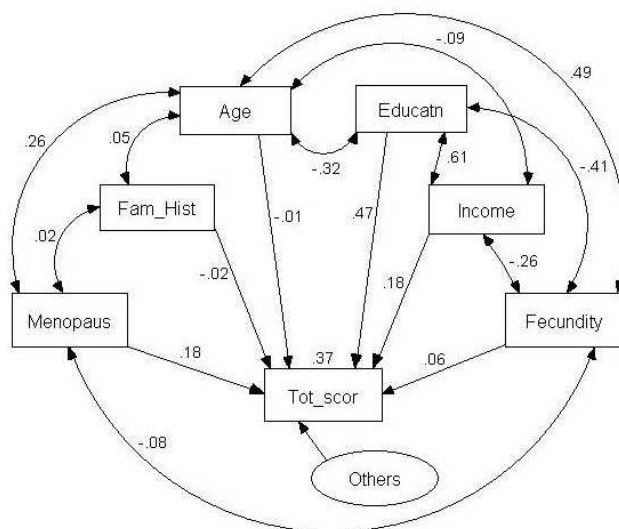 -.09
Age
Educatn
.49
.26
.05
-.32
.61
-.41
Fam_Hist
-.01
.47
Income
.02
-.02
.18
-.26
Menopaus
Fecundity
.18
.37
.06
Tot_scor
-.08
Others